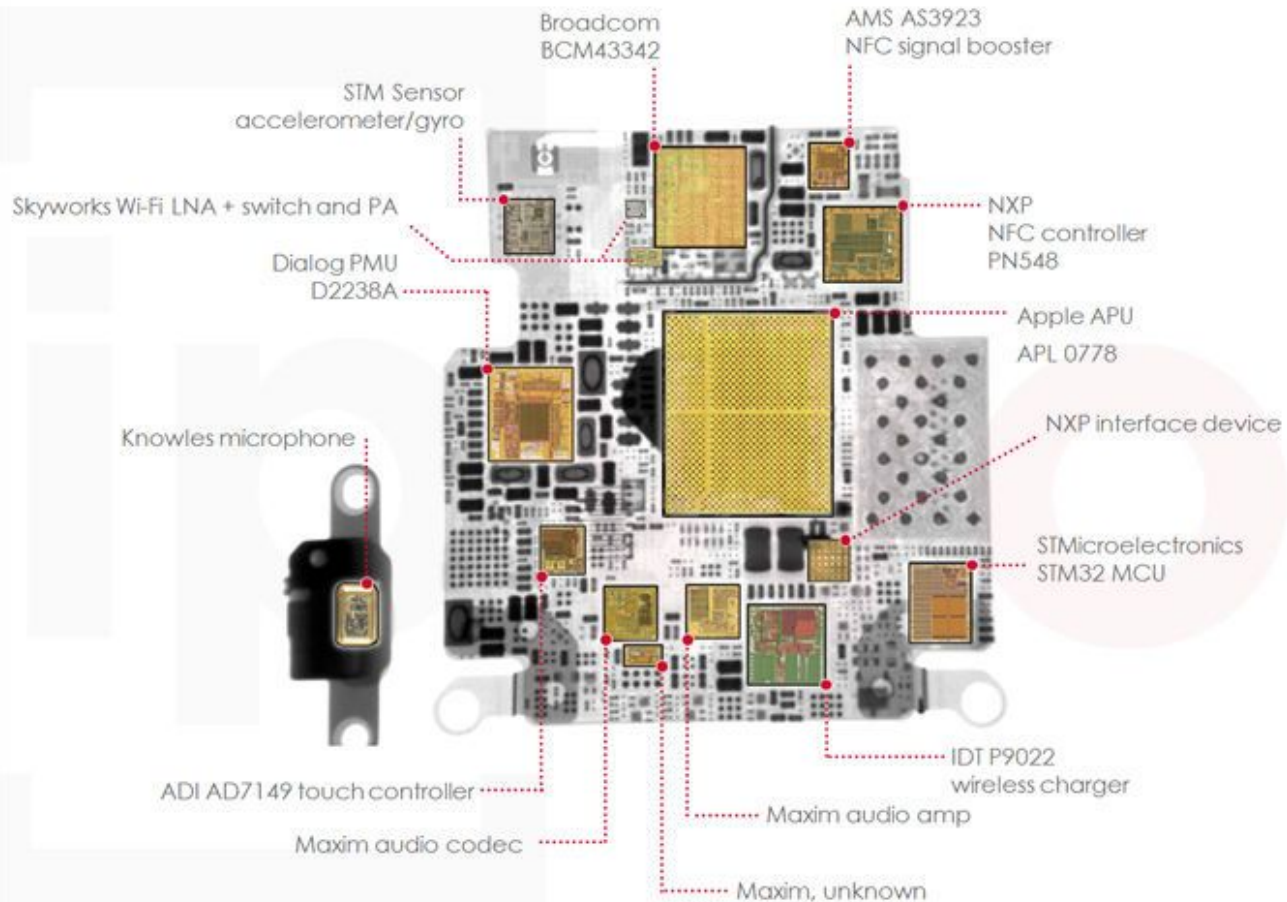 Broadcom
BCM43342
AMS AS3923
NFC signal booster
STM Sensor
accelerometer/gyro
Skyworks Wi-Fi LNA + switch and PA
NXP
NFC controller
PN548
Dialog PMU
D2238A
Apple APU
APL 0778
Knowles microphone
NXP interface device
STMicroelectronics
STM32 MCU
IDT P9022
wireless charger
ADI AD7149 touch controller
Maxim audio amp
Maxim audio codec
Maxim, unknown